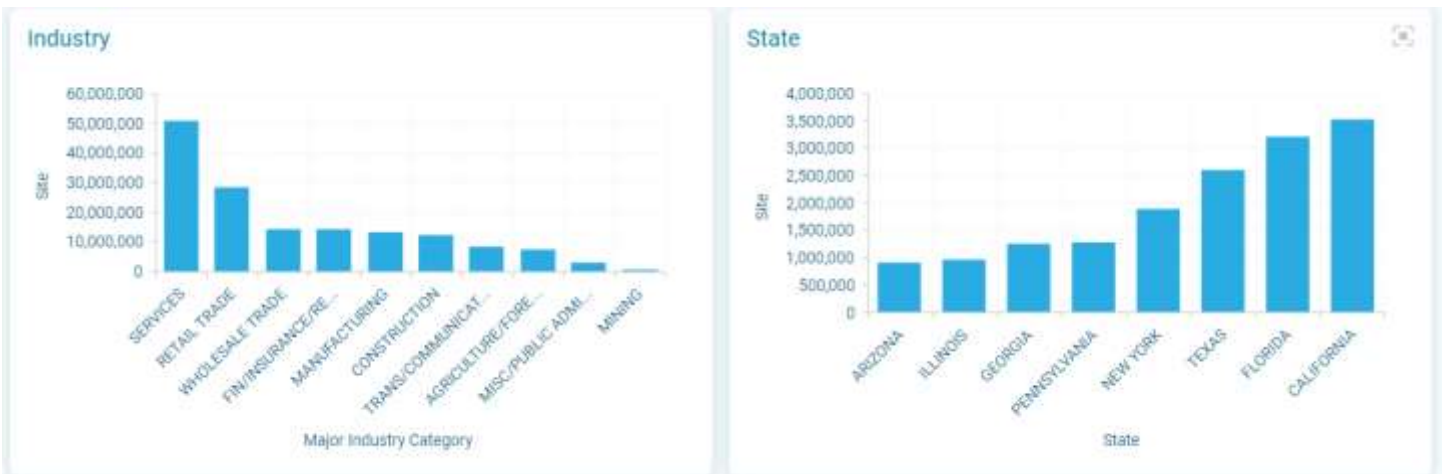 Industry
60,000,000
50,000,000
40,000,000
30,000,000
20,000,000
10,000,000
0
Site
SERVICES
RETAIL TRADE
WHOLESALE TRADE
FIN/INSURANCE/RE...
MANUFACTURING
CONSTRUCTION
TRANS/COMMUNICAT...
AGRICULTURE/FORE...
MISC/PUBLIC ADMI...
MINING
Major Industry Category
State
4,000,000
3,500,000
3,000,000
2,500,000
2,000,000
1,500,000
1,000,000
500,000
0
Site
ARIZONA
ILLINOIS
GEORGIA
PENNSYLVANIA
NEW YORK
TEXAS
FLORIDA
CALIFORNIA
State